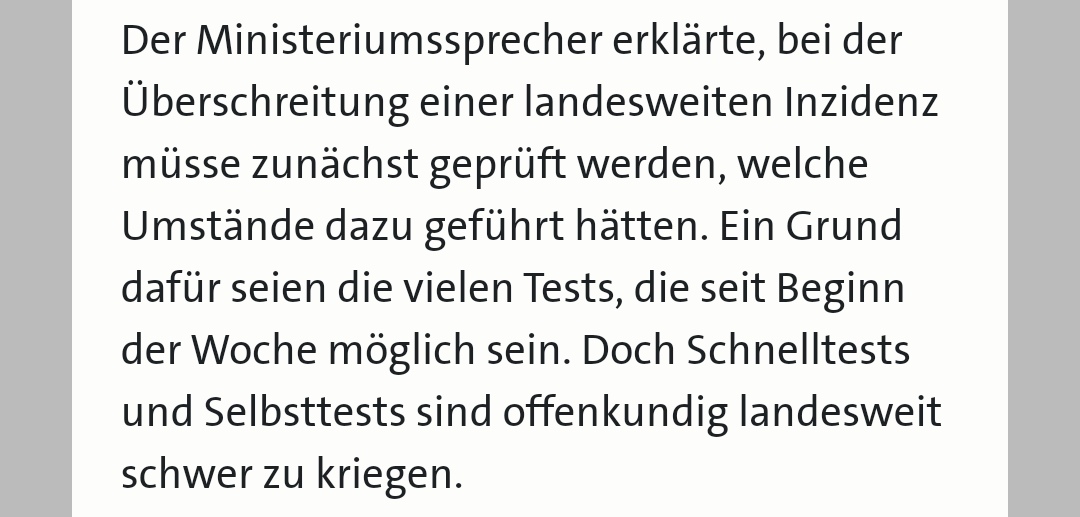 Der Ministeriumssprecher erklärte, bei der
Überschreitung einer landesweiten Inzidenz
müsse zunächst geprüft werden, welche
Umstände dazu geführt hätten. Ein Grund
dafür seien die vielen Tests, die seit Beginn
der Woche möglich sein. Doch Schnelltests
und Selbsttests sind offenkundig landesweit
schwer zu kriegen.